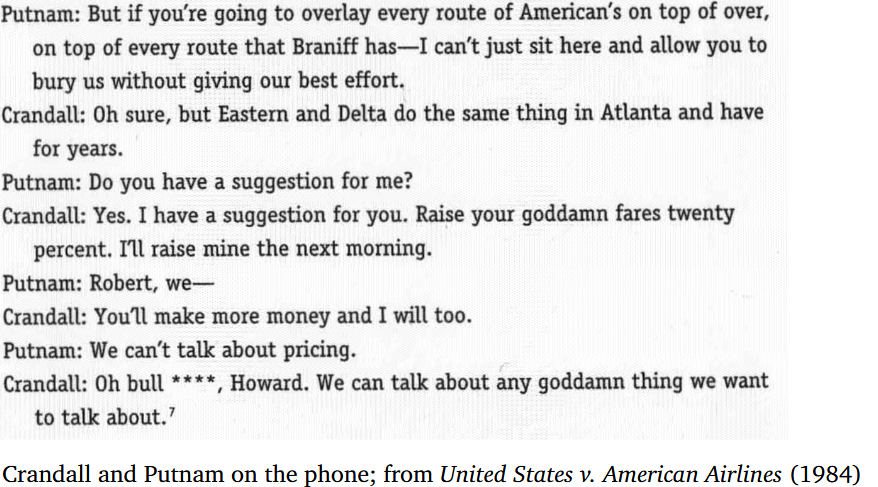 Putnam: But if you’re going to overlay every route of American’s on top of over,
on top of every route that Braniff has—I can’t just sit here and allow you to
bury us without giving our best effort.
Crandall: Oh sure, but Eastern and Delta do the same thing in Atlanta and have
for years.
Putnam: Do you have a suggestion for me?
Crandall: Yes. I have a suggestion for you. Raise your goddamn fares twenty
percent. I’ll raise mine the next morning.
Putnam: Robert, we—
Crandall: You’ll make more money and I will too.
Putnam: We can’t talk about pricing.
Crandall: Oh bull ****, Howard. We can talk about any goddamn thing we want
to talk about.⁷
Crandall and Putnam on the phone; from United States v. American Airlines (1984)